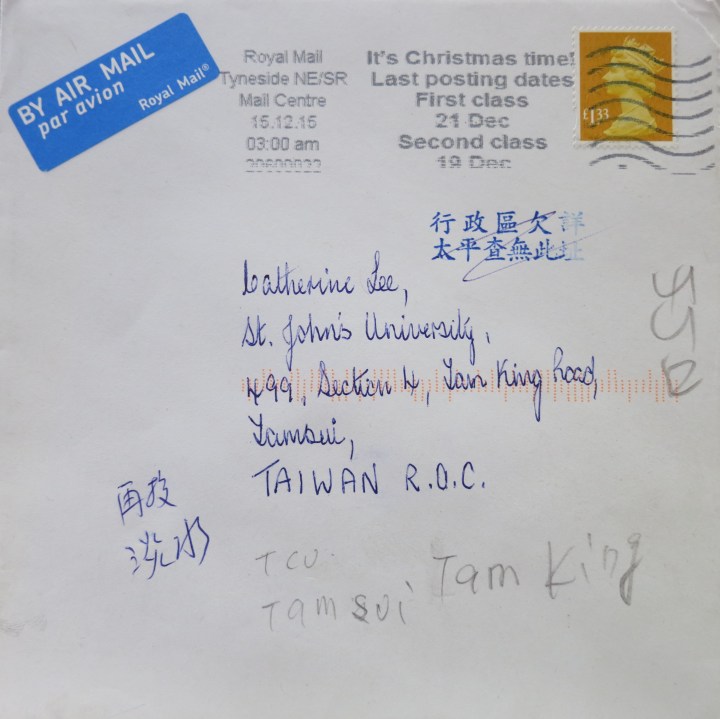 BY AIR MAIL
par avion
Royal Mail®
Royal Mail
Tyneside NE/SR
Mail Centre
15.12.15
03:00 am
20600022
It's Christmas time!
Last posting dates
First class
21 Dec
Second class
19 Dec
£1.33
行政區欠詳
太平查無此址
Catherine Lee,
St. John's University,
499, Section 4, Tam King Road,
Tamsui,
TAIWAN R.O.C.
再投
淡水
Tam King
Tamsui